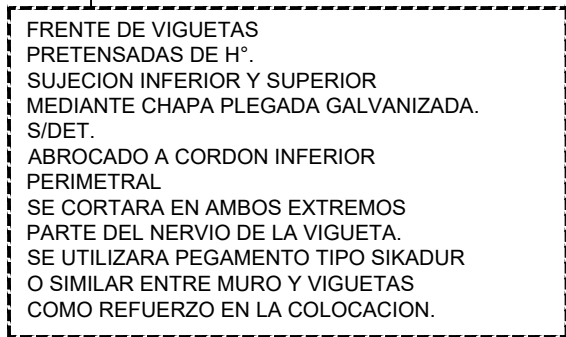 FRENTE DE VIGUETAS
PRETENSADAS DE H°.
SUJECION INFERIOR Y SUPERIOR
MEDIANTE CHAPA PLEGADA GALVANIZADA.
S/DET.
ABROCADO A CORDON INFERIOR
PERIMETRAL
SE CORTARA EN AMBOS EXTREMOS
PARTE DEL NERVIO DE LA VIGUETA.
SE UTILIZARA PEGAMENTO TIPO SIKADUR
O SIMILAR ENTRE MURO Y VIGUETAS
COMO REFUERZO EN LA COLOCACION.